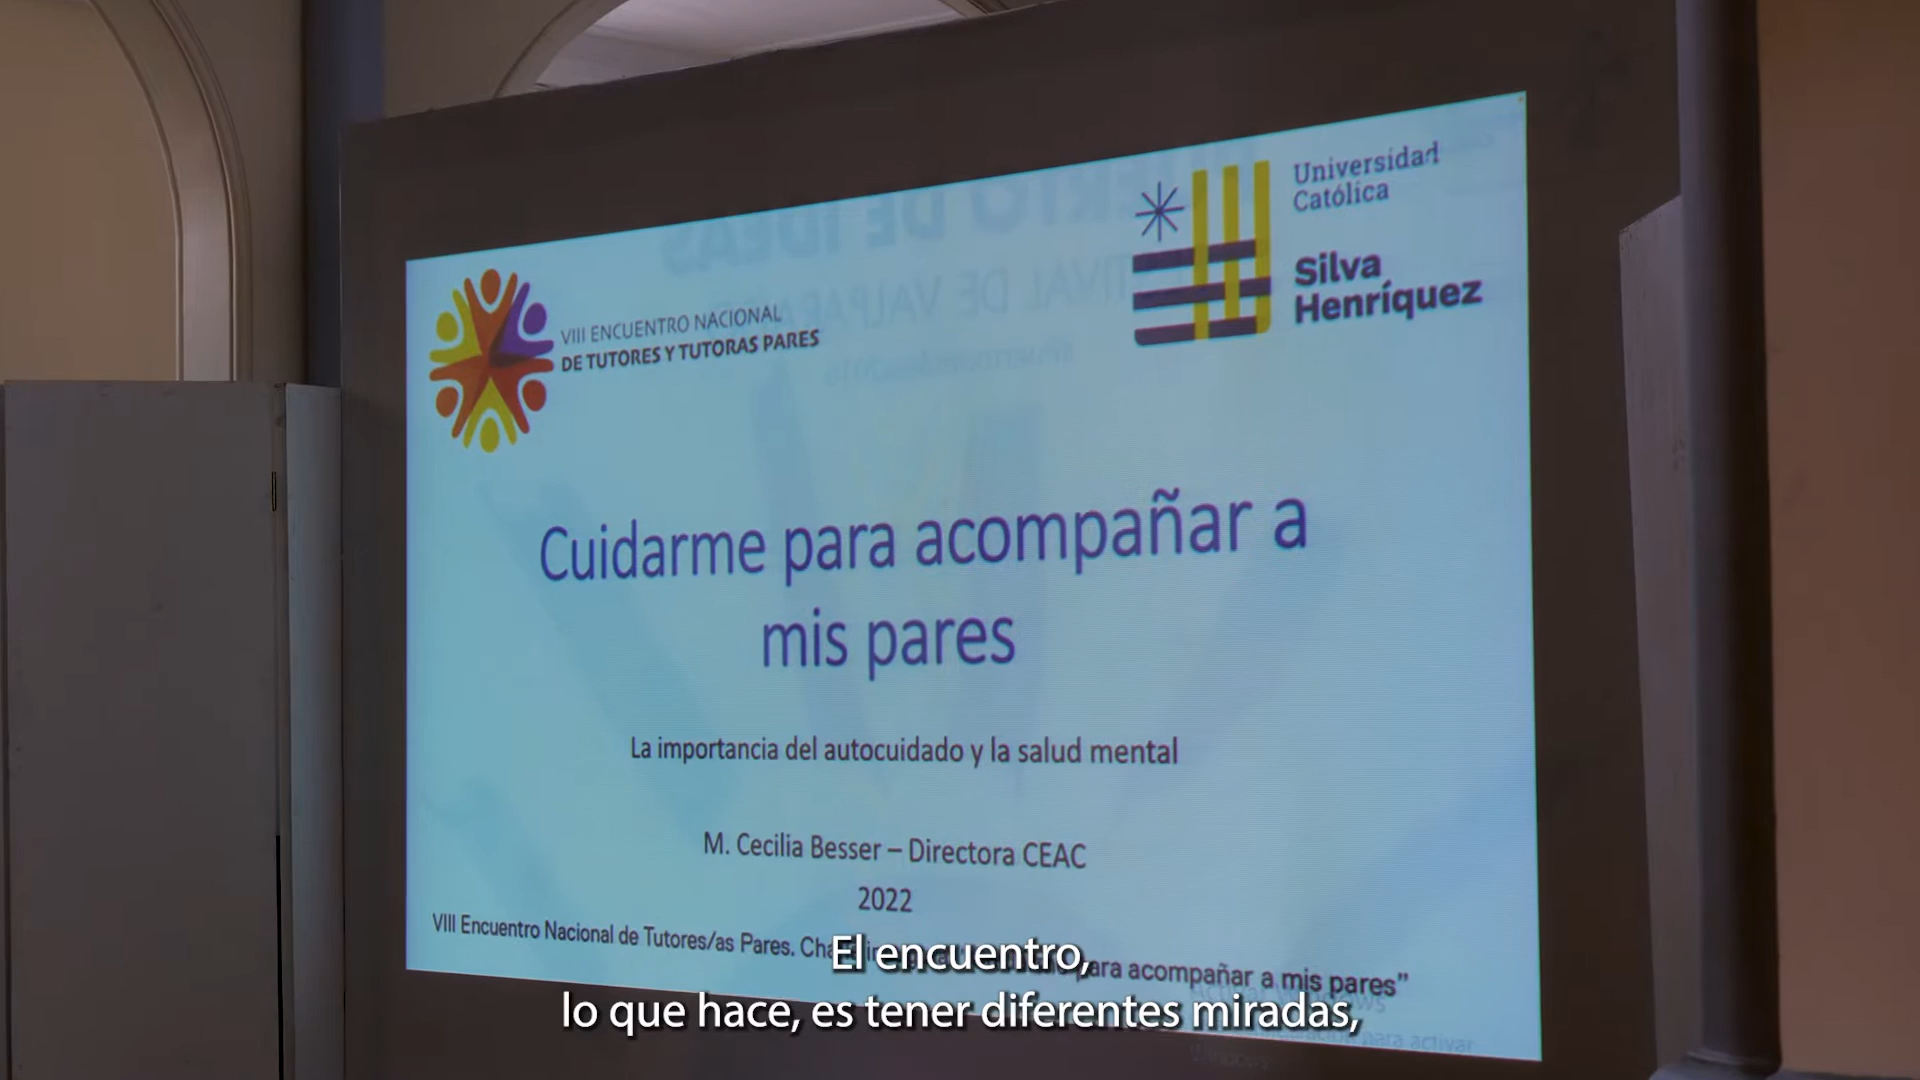 VIII ENCUENTRO NACIONAL
DE TUTORES Y TUTORAS PARES
Universidad
Católica
Silva
Henríquez
Cuidarme para acompañar a
mis pares
La importancia del autocuidado y la salud mental
M. Cecilia Besser – Directora CEAC
2022
VIII Encuentro Nacional de Tutores/as Pares. para acompañar a mis pares”
El encuentro,
lo que hace, es tener diferentes miradas,